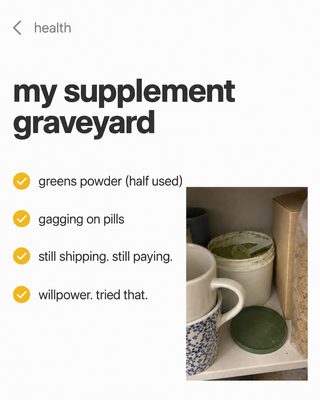 health
my supplement
graveyard
greens powder (half used)
gagging on pills
still shipping. still paying.
willpower. tried that.